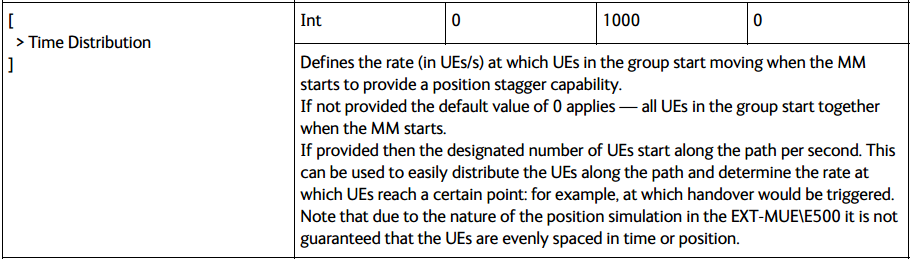 [ Int 0 1000 0
> Time Distribution
]
Defines the rate (in UEs/s) at which UEs in the group start moving when the MM
starts to provide a position stagger capability.
If not provided the default value of 0 applies — all UEs in the group start together
when the MM starts.
If provided then the designated number of UEs start along the path per second. This
can be used to easily distribute the UEs along the path and determine the rate at
which UEs reach a certain point: for example, at which handover would be triggered.
Note that due to the nature of the position simulation in the EXT-MUE\E500 it is not
guaranteed that the UEs are evenly spaced in time or position.